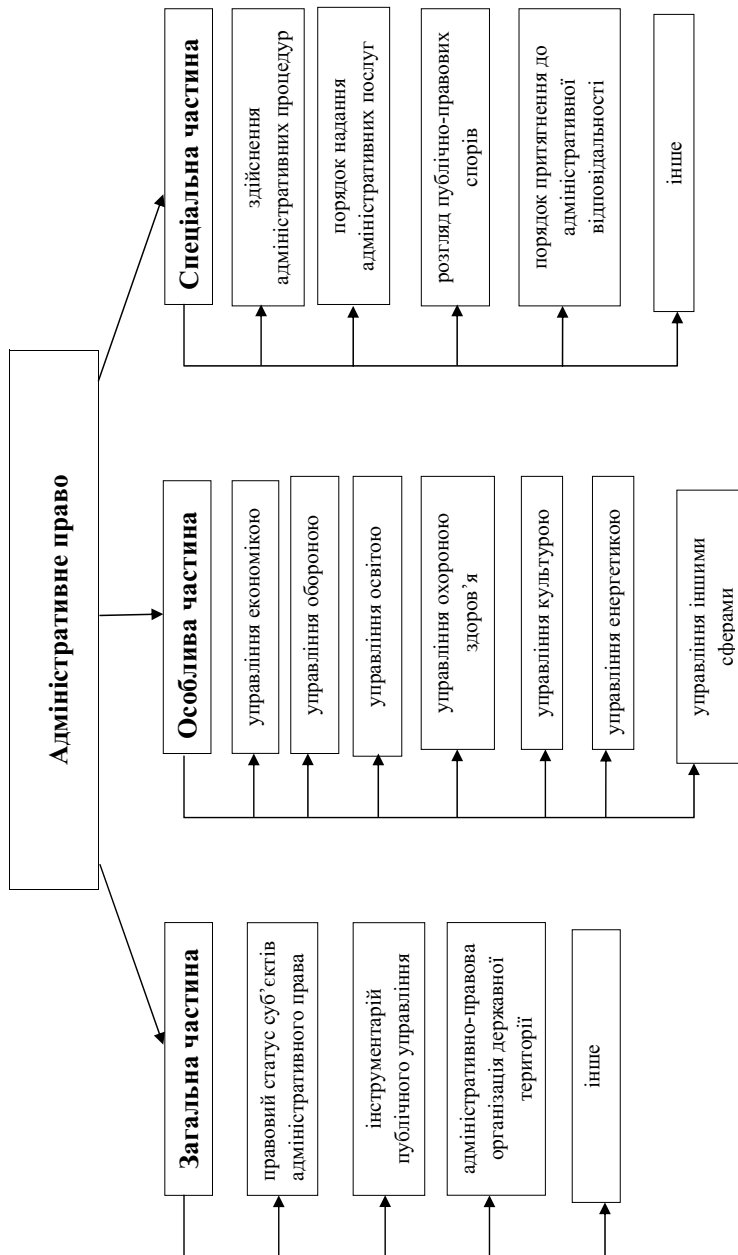 Адміністративне право
Загальна частина
правовий статус суб’єктів
адміністративного права
інструментарій
публічного управління
адміністративно-правова
організація державної
території
інше
Особлива частина
управління економікою
управління обороною
управління освітою
управління охороною
здоров’я
управління культурою
управління енергетикою
управління іншими
сферами
Спеціальна частина
здійснення
адміністративних процедур
порядок надання
адміністративних послуг
розгляд публічно-правових
спорів
порядок притягнення до
адміністративної
відповідальності
інше